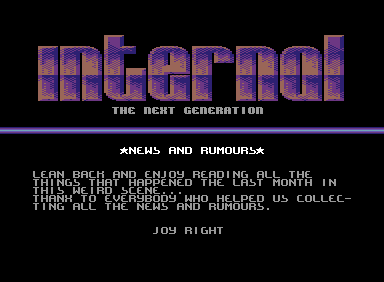 internal
THE NEXT GENERATION
★NEWS AND RUMOURS★
LEAN BACK AND ENJOY READING ALL THE
THINGS THAT HAPPENED THE LAST MONTH IN
THIS WEIRD SCENE...
THANX TO EVERYBODY WHO HELPED US COLLEC-
TING ALL THE NEWS AND RUMOURS.
JOY RIGHT